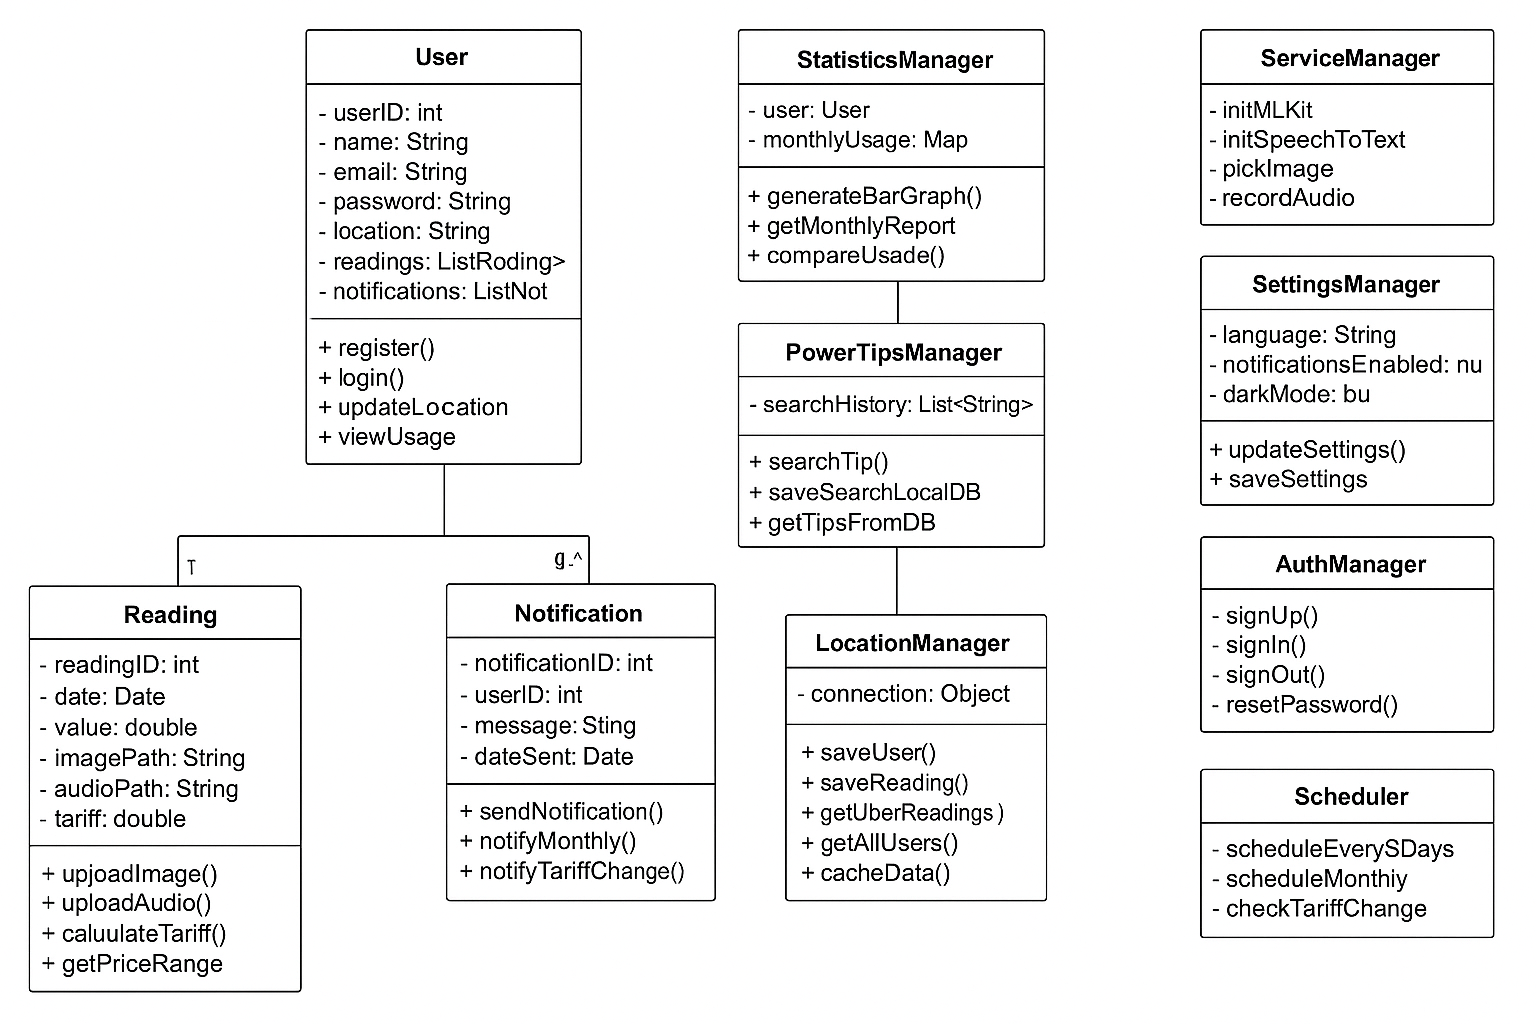 User
- userID: int
- name: String
- email: String
- password: String
- location: String
- readings: ListRoding>
- notifications: ListNot
+ register()
+ login()
+ updateLocation
+ viewUsage
T
g.^
Reading
- readingID: int
- date: Date
- value: double
- imagePath: String
- audioPath: String
- tariff: double
+ upjoadImage()
+ uploadAudio()
+ caluulateTariff()
+ getPriceRange
Notification
- notificationID: int
- userID: int
- message: Sting
- dateSent: Date
+ sendNotification()
+ notifyMonthly()
+ notifyTariffChange()
StatisticsManager
- user: User
- monthlyUsage: Map
+ generateBarGraph()
+ getMonthlyReport
+ compareUsade()
PowerTipsManager
- searchHistory: List<String>
+ searchTip()
+ saveSearchLocalDB
+ getTipsFromDB
LocationManager
- connection: Object
+ saveUser()
+ saveReading()
+ getUberReadings)
+ getAllUsers()
+ cacheData()
ServiceManager
- initMLKit
- initSpeechToText
- pickImage
- recordAudio
SettingsManager
- language: String
- notificationsEnabled: nu
- darkMode: bu
+ updateSettings()
+ saveSettings
AuthManager
- signUp()
- signIn()
- signOut()
- resetPassword()
Scheduler
- scheduleEverySDays
- scheduleMonthiy
- checkTariffChange